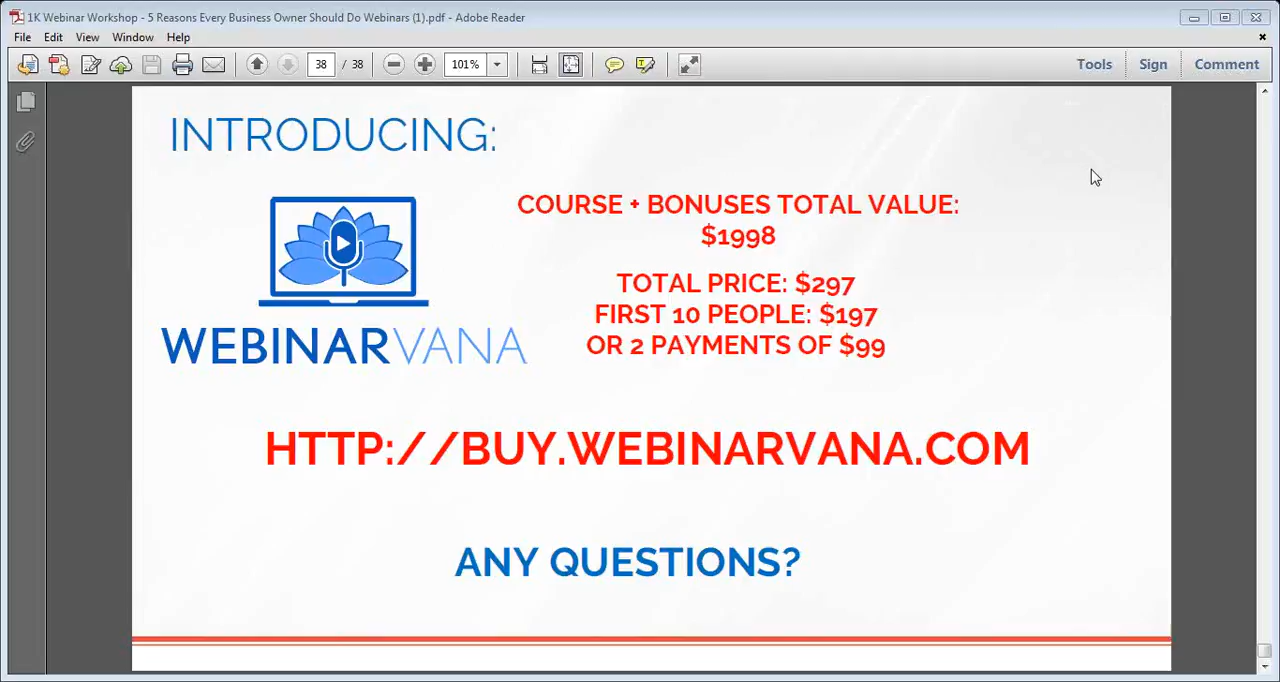 1K Webinar Workshop - 5 Reasons Every Business Owner Should Do Webinars (1).pdf - Adobe Reader
File Edit View Window Help
38 / 38 101% Tools Sign Comment
INTRODUCING:
COURSE + BONUSES TOTAL VALUE:
$1998
TOTAL PRICE: $297
FIRST 10 PEOPLE: $197
OR 2 PAYMENTS OF $99
WEBINARVANA
HTTP://BUY.WEBINARVANA.COM
ANY QUESTIONS?